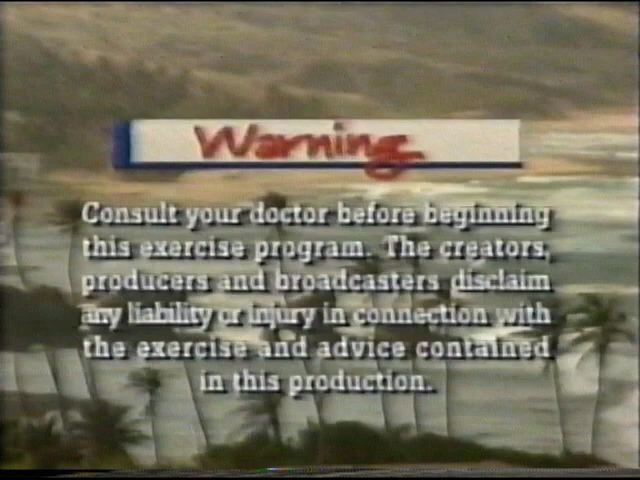 Warning
Consult your doctor before beginning
this exercise program. The creators,
producers and broadcasters disclaim
any liability or injury in connection with
the exercise and advice contained
in this production.